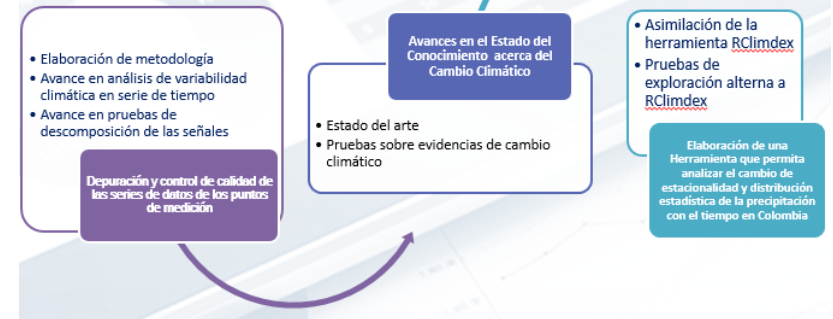 • Elaboración de metodología
• Avance en análisis de variabilidad
climática en serie de tiempo
• Avance en pruebas de
descomposición de las señales
Depuración y control de calidad de
las series de datos de los puntos
de medición
Avances en el Estado del
Conocimiento acerca del
Cambio Climático
• Estado del arte
• Pruebas sobre evidencias de cambio
climático
• Asimilación de la
herramienta RClimdex
• Pruebas de
exploración alterna a
RClimdex
Elaboración de una
Herramienta que permita
analizar el cambio de
estacionalidad y distribución
estadística de la precipitación
con el tiempo en Colombia